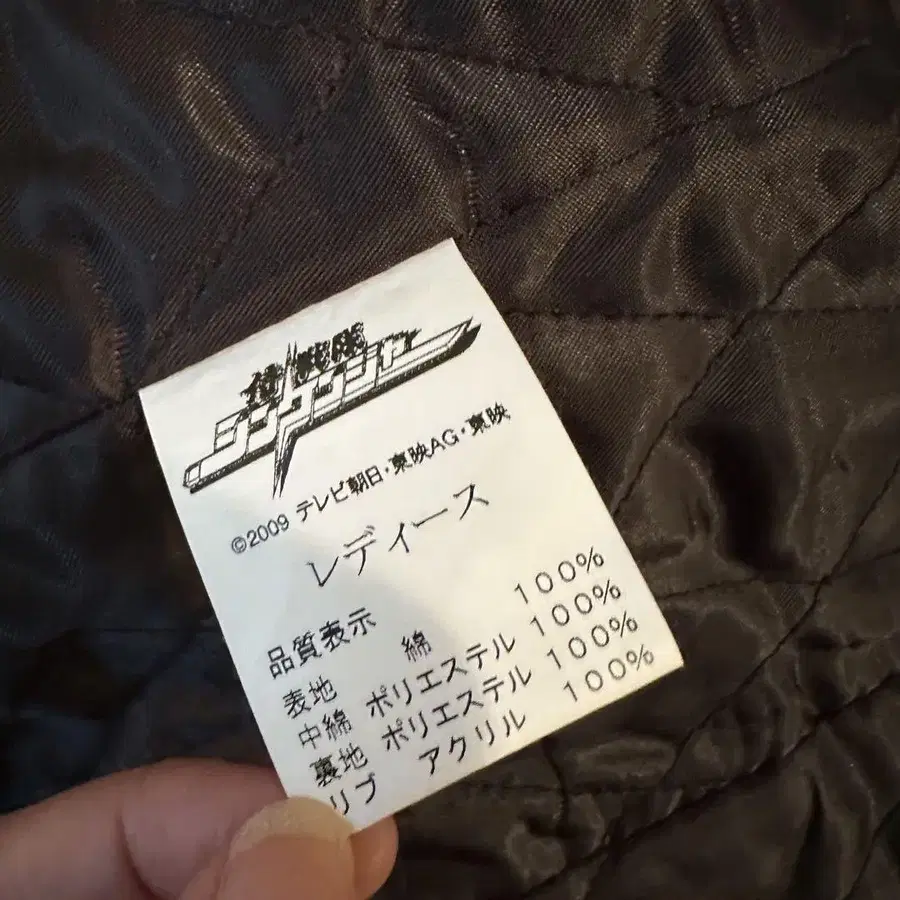 侍戦隊
シンケンジャー
©2009 テレビ朝日・東映AG・東映
レディース
品質表示
表地 綿 100%
中綿 ポリエステル 100%
裏地 ポリエステル 100%
リブ アクリル 100%